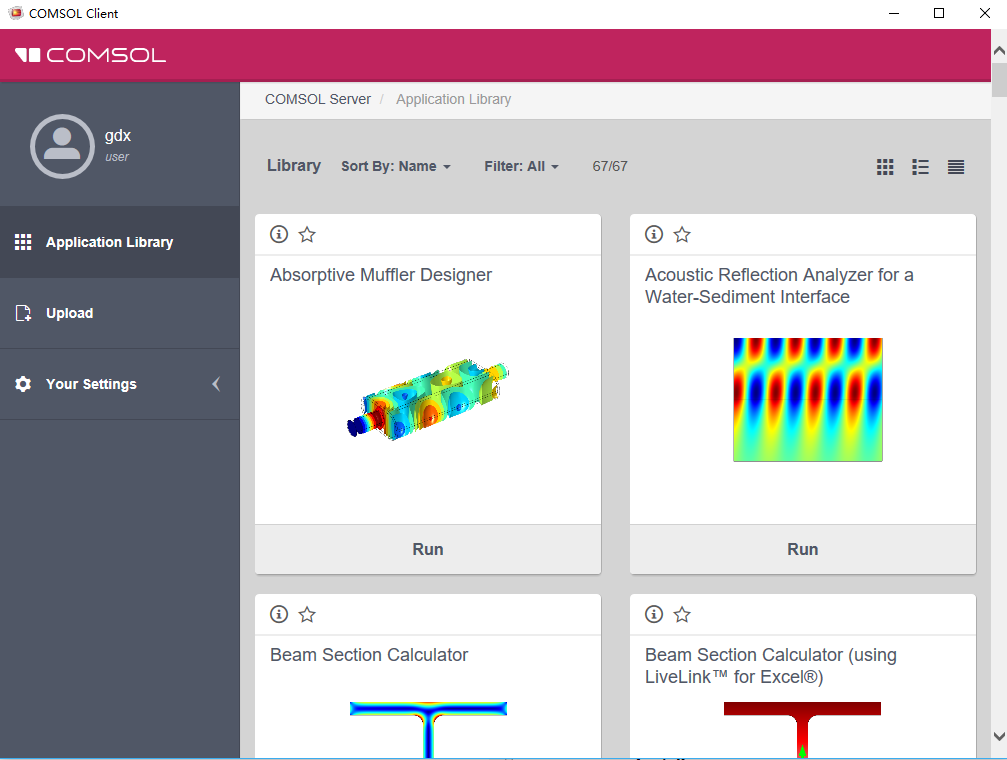 COMSOL Client
COMSOL
COMSOL Server / Application Library
gdx
user
Application Library
Upload
Your Settings
Library Sort By: Name Filter: All 67/67
Absorptive Muffler Designer
Run
Acoustic Reflection Analyzer for a
Water-Sediment Interface
Run
Beam Section Calculator
Beam Section Calculator (using
LiveLink™ for Excel®)